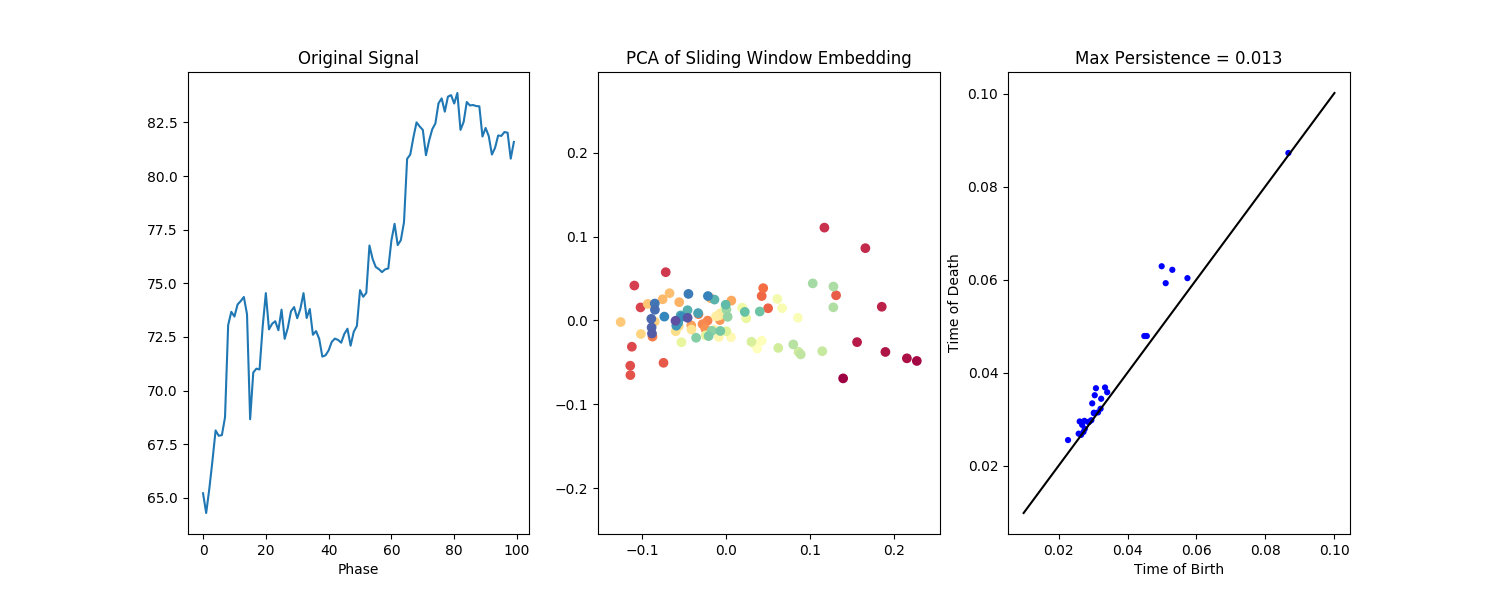 Original Signal
82.5
80.0
77.5
75.0
72.5
70.0
67.5
65.0
0 20 40 60 80 100
Phase
PCA of Sliding Window Embedding
0.2
0.1
0.0
−0.1
−0.2
−0.1 0.0 0.1 0.2
Max Persistence = 0.013
Time of Death
0.10
0.08
0.06
0.04
0.02
0.02 0.04 0.06 0.08 0.10
Time of Birth